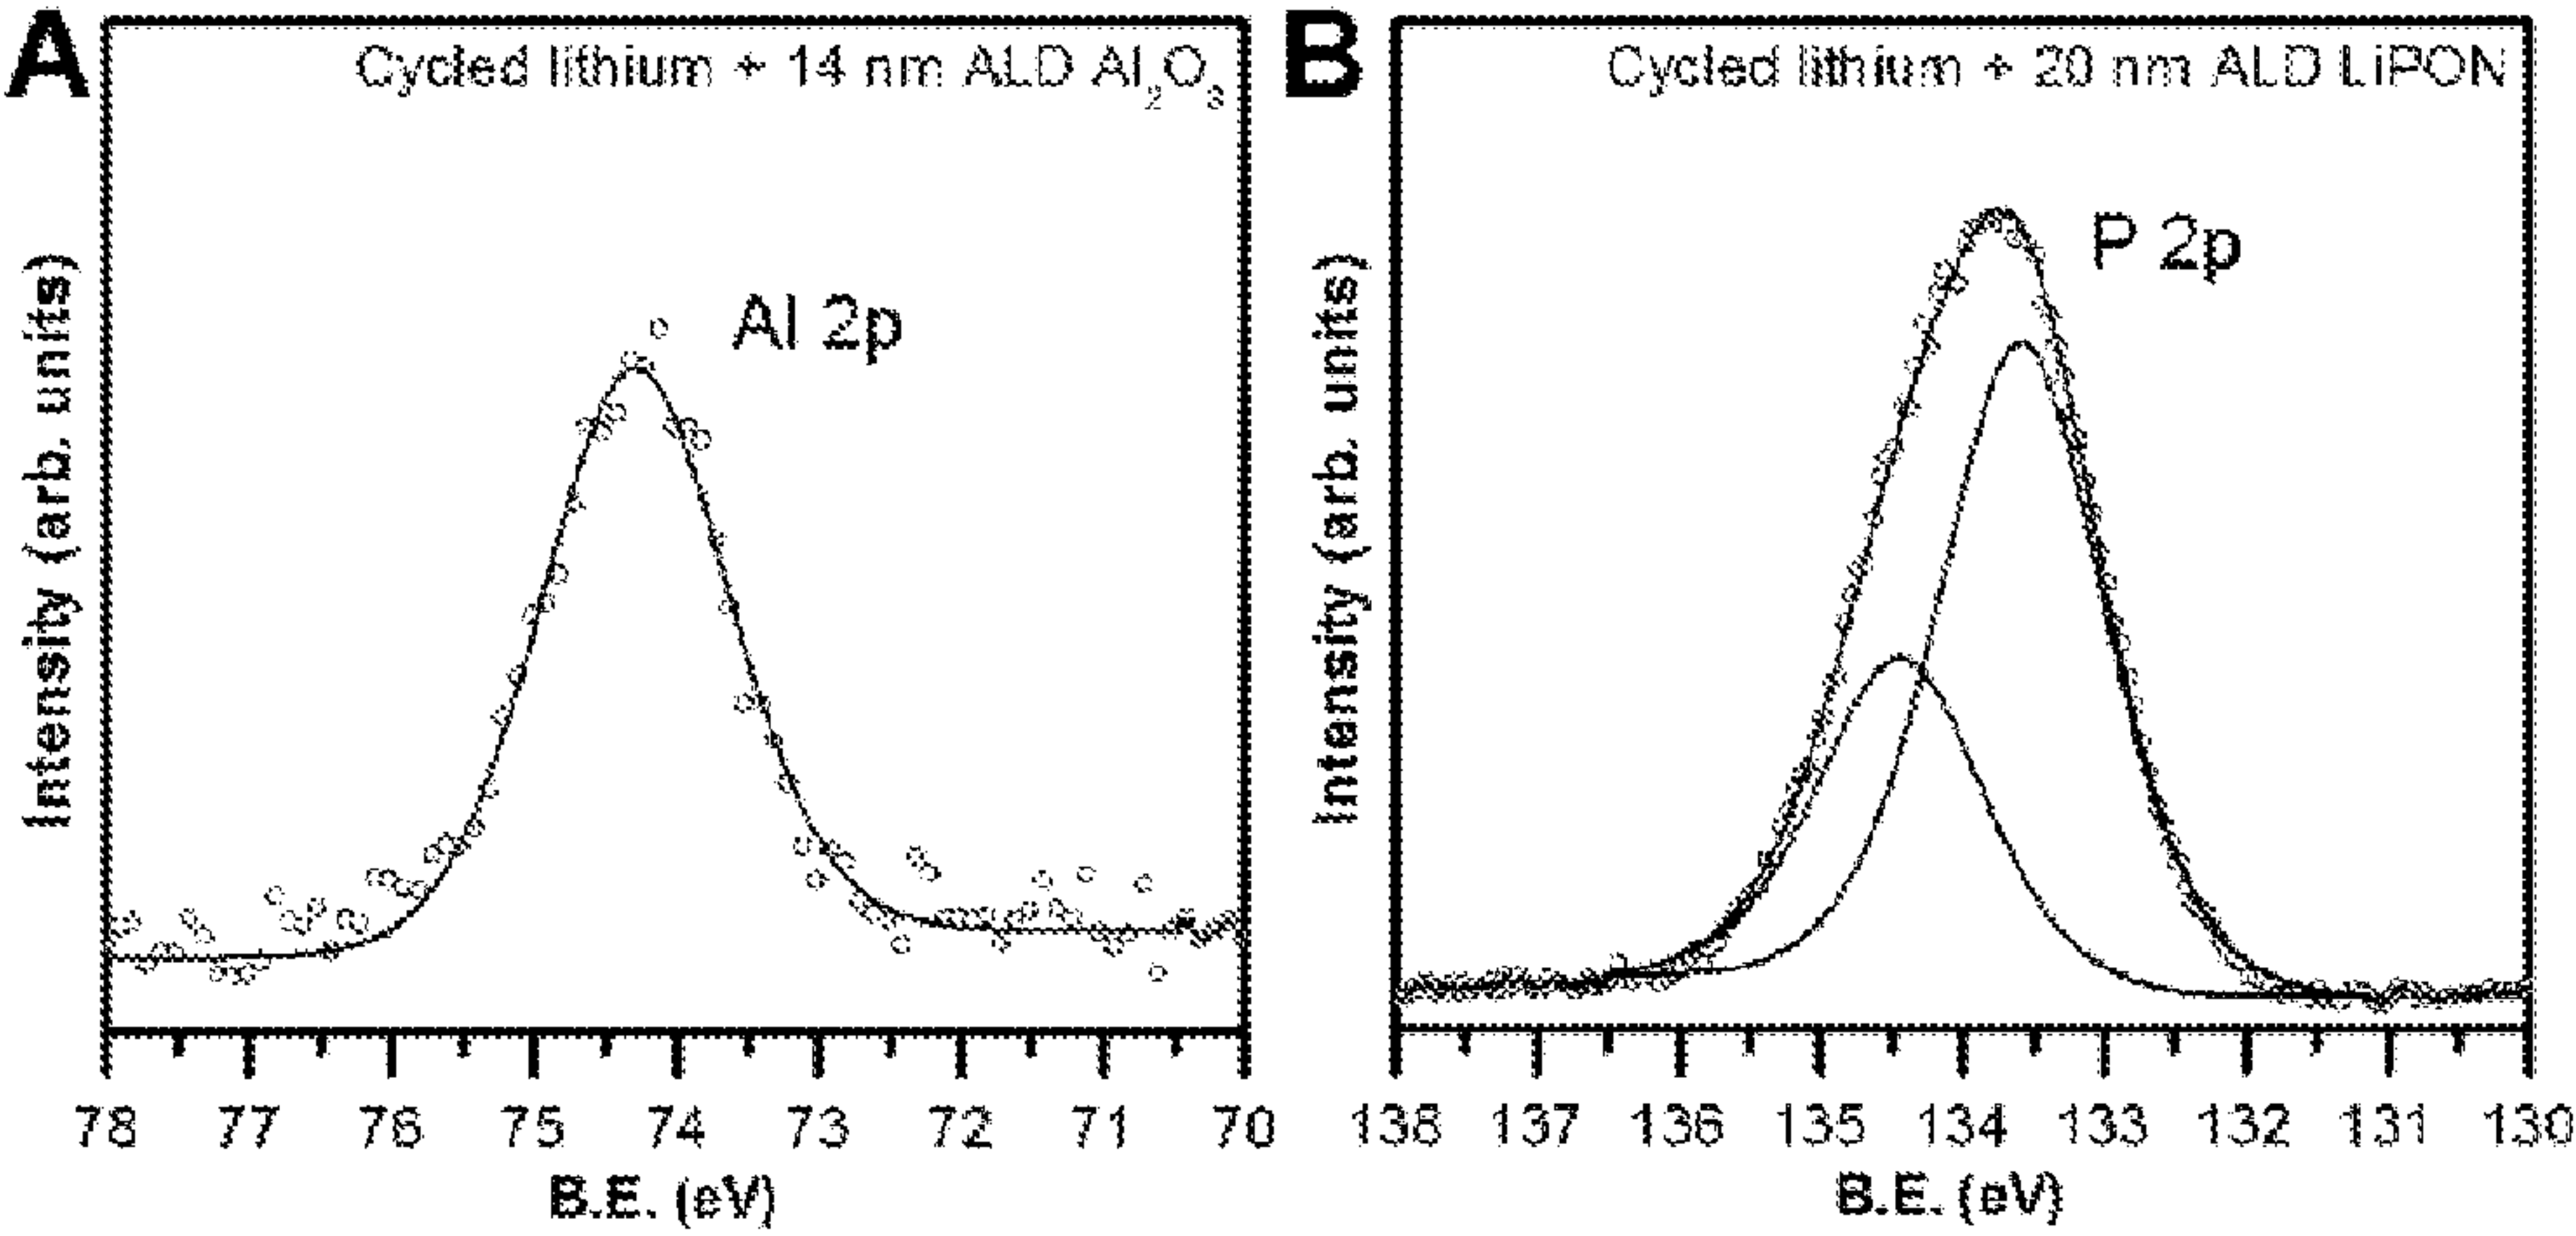 A
Cycled lithium + 14 nm ALD Al2O3
Al 2p
Intensity (arb. units)
78 77 76 75 74 73 72 71 70
B.E. (eV)
B
Cycled lithium + 20 nm ALD LiPON
P 2p
Intensity (arb. units)
138 137 136 135 134 133 132 131 130
B.E. (eV)